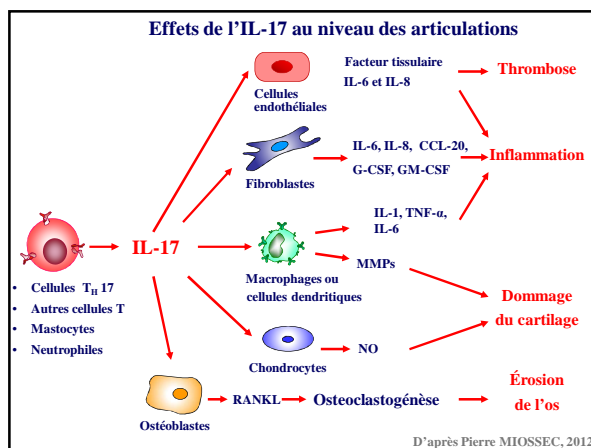 Effets de l'IL-17 au niveau des articulations
Facteur tissulaire
IL-6 et IL-8
Thrombose
Cellules
endothéliales
IL-6, IL-8, CCL-20,
G-CSF, GM-CSF
Inflammation
Fibroblastes
IL-1, TNF-α,
IL-6
IL-17
MMPs
Macrophages ou
cellules dendritiques
• Cellules TH 17
• Autres cellules T
• Mastocytes
• Neutrophiles
Dommage
du cartilage
NO
Chondrocytes
RANKL
Osteoclastogénèse
Érosion
de l'os
Ostéoblastes
D'après Pierre MIOSSEC, 2012